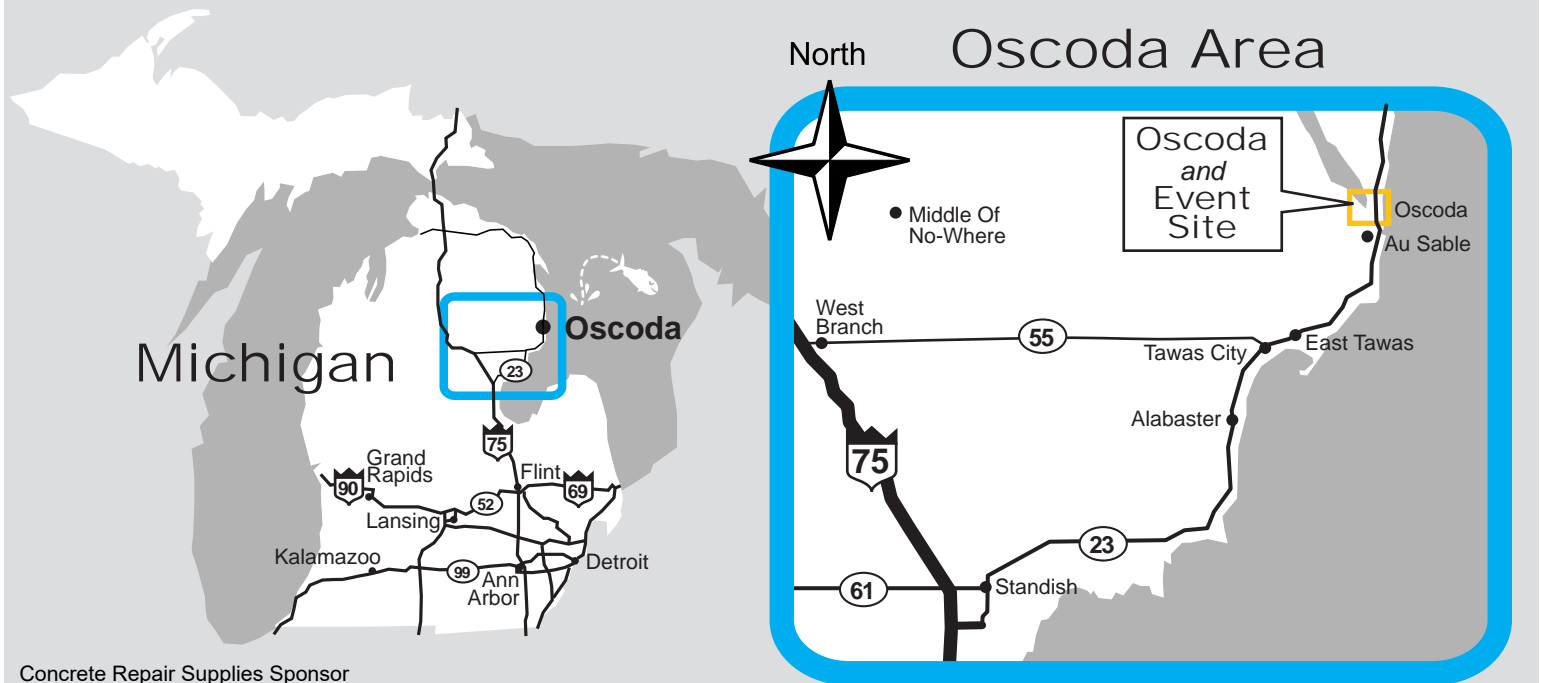 North
Oscoda Area
Michigan
Oscoda
23
75
Grand
Rapids
90
Flint
69
52
Lansing
Kalamazoo
99
Ann
Arbor
Detroit
Concrete Repair Supplies Sponsor
Oscoda
and
Event
Site
Middle Of
No-Where
Oscoda
Au Sable
West
Branch
55
Tawas City
East Tawas
Alabaster
75
23
61
Standish